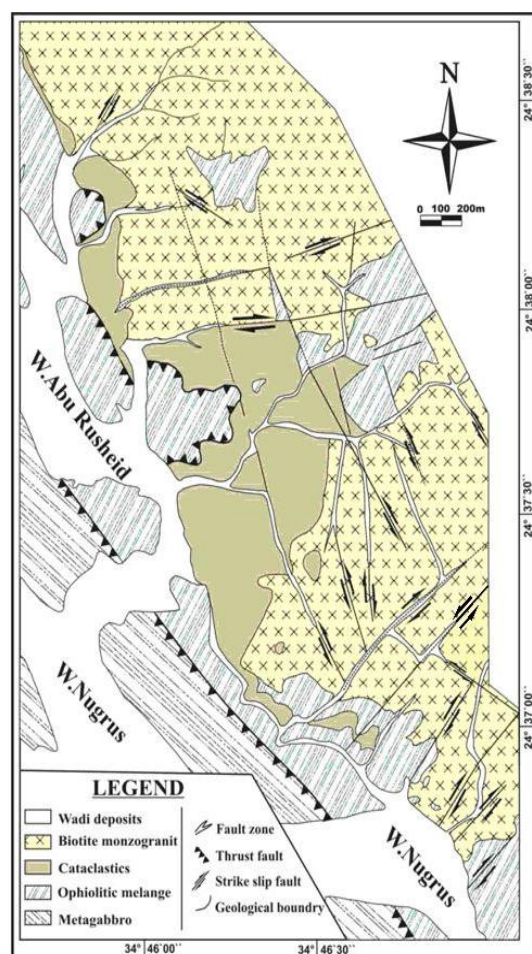 N
0 100 200m
24° 38`30``
24° 38`00``
24° 37`30``
24° 37`00``
W.Abu Rusheid
W.Nugrus
W.Nugrus
LEGEND
Wadi deposits
Biotite monzogranit
Cataclastics
Ophiolitic melange
Metagabbro
Fault zone
Thrust fault
Strike slip fault
Geological boundry
34° 46`00``
34° 46`30``